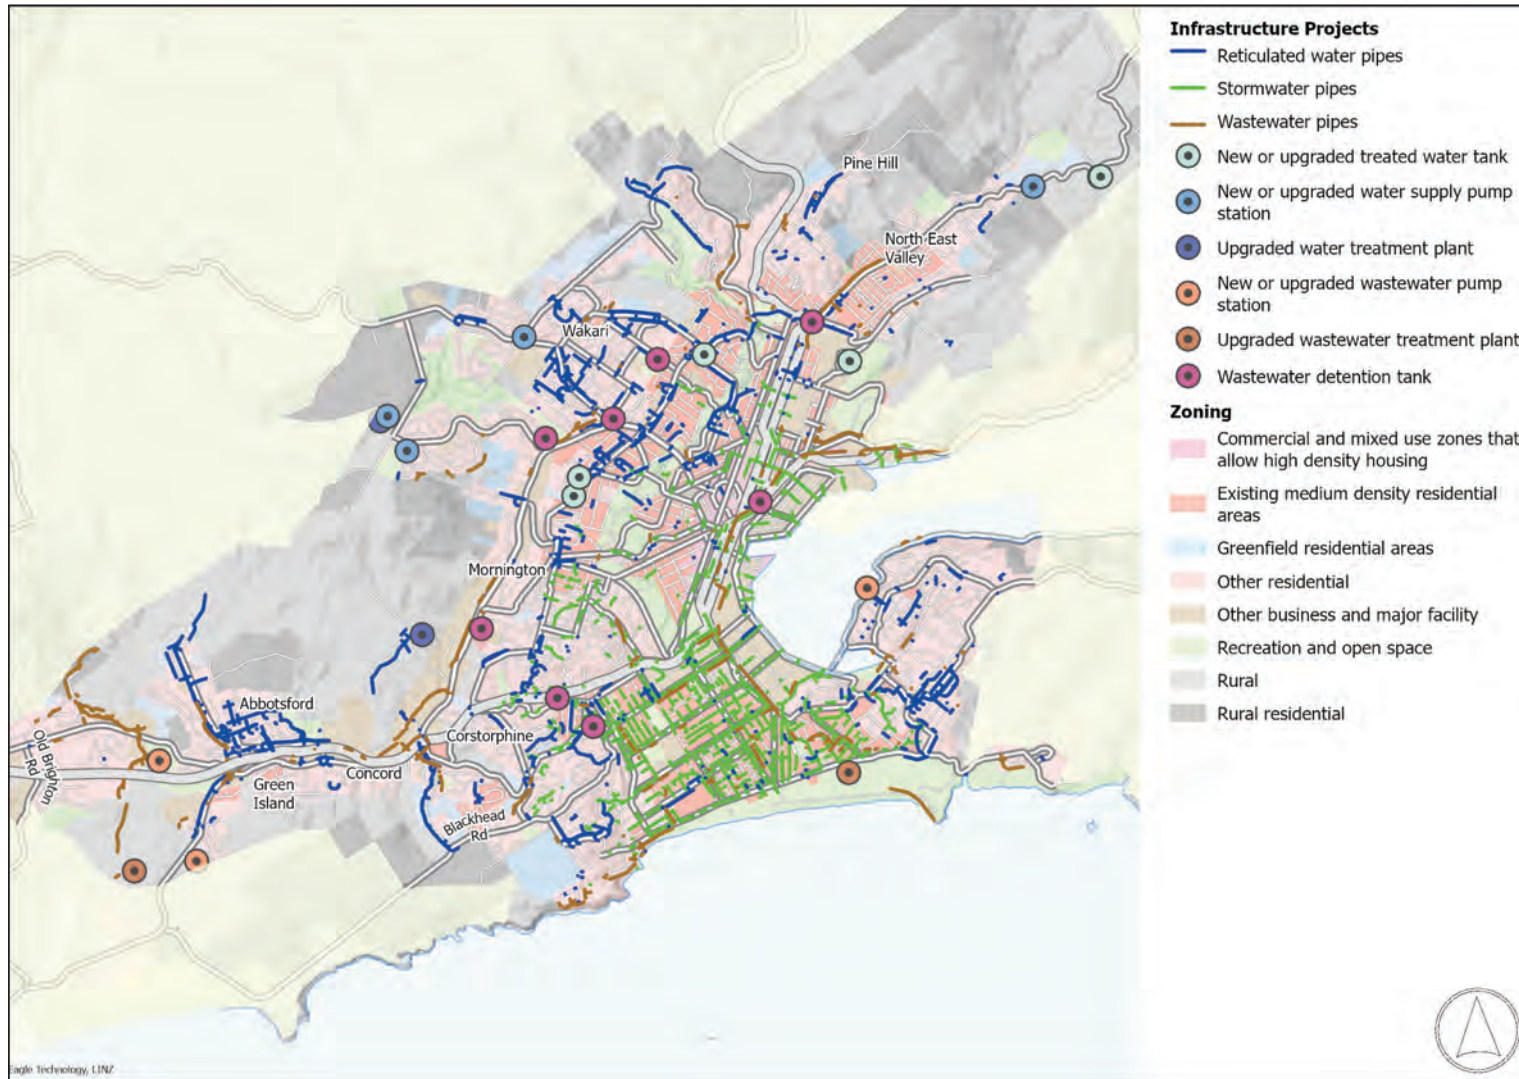 Pine Hill
North East
Valley
Wakari
Mornington
Abbotsford
Corstorphine
Old Brighton
Rd
Green
Island
Concord
Blackhead
Rd
Eagle Technology, LINZ
Infrastructure Projects
Reticulated water pipes
Stormwater pipes
Wastewater pipes
New or upgraded treated water tank
New or upgraded water supply pump
station
Upgraded water treatment plant
New or upgraded wastewater pump
station
Upgraded wastewater treatment plant
Wastewater detention tank
Zoning
Commercial and mixed use zones that
allow high density housing
Existing medium density residential
areas
Greenfield residential areas
Other residential
Other business and major facility
Recreation and open space
Rural
Rural residential